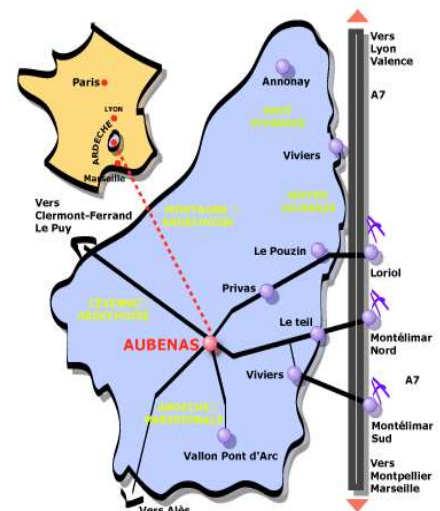 Vers
Lyon
Valence
A7
Annonay
Paris
LYON
ARDECHE
Marseille
HAUT
VIVARAIS
Viviers
MOYEN
VIVARAIS
Vers
Clermont-Ferrand
Le Puy
MONTAGNE
ARDECHOISE
Le Pouzin
Loriol
Privas
CEVENNE
ARDECHOISE
Le teil
Montélimar
Nord
AUBENAS
Viviers
A7
ARDECHE
MERIDIONALE
Montélimar
Sud
Vallon Pont d'Arc
Vers
Montpellier
Marseille
Vers Alès